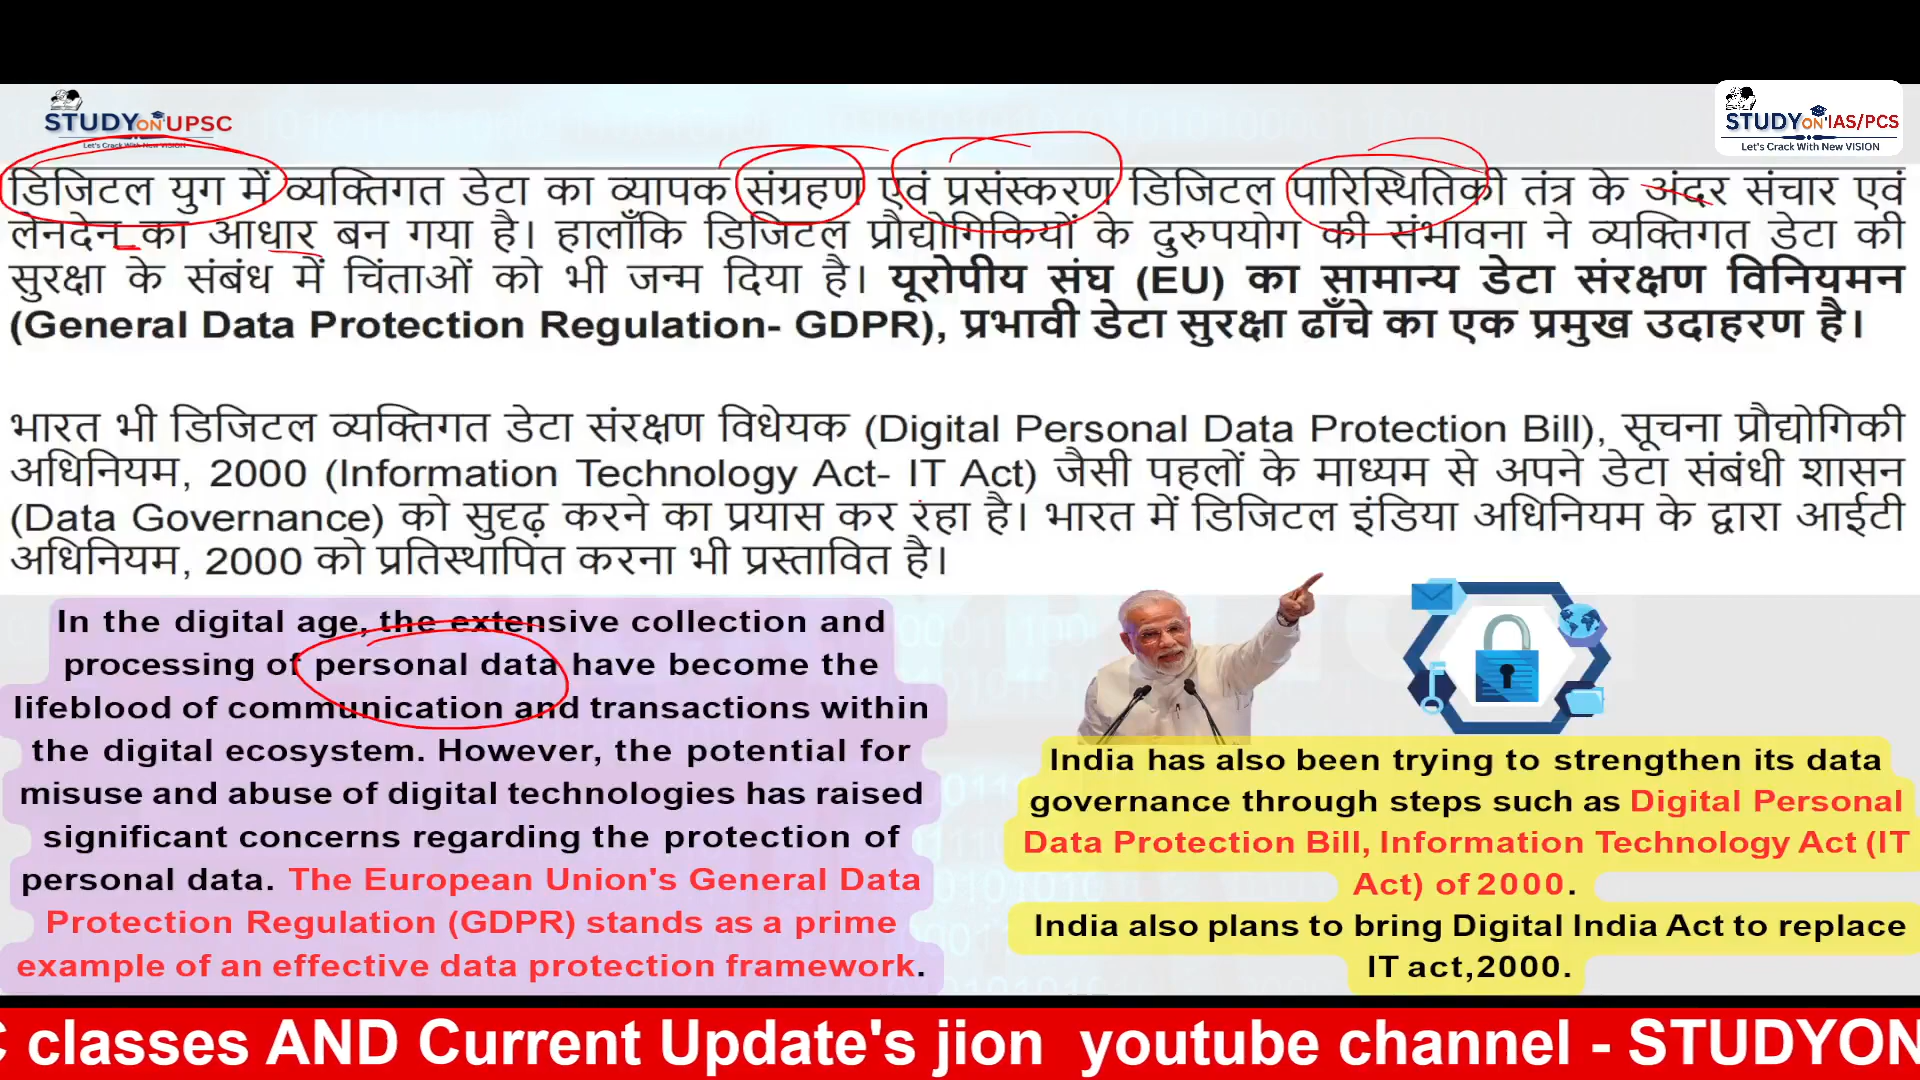 STUDYON UPSC
Let's Crack With New VISION
STUDYON IAS/PCS
Let's Crack With New VISION
डिजिटल युग में व्यक्तिगत डेटा का व्यापक संग्रहण एवं प्रसंस्करण डिजिटल पारिस्थितिकी तंत्र के अंदर संचार एवं
लेनदेन का आधार बन गया है। हालाँकि डिजिटल प्रौद्योगिकियों के दुरुपयोग की संभावना ने व्यक्तिगत डेटा की
सुरक्षा के संबंध में चिंताओं को भी जन्म दिया है। यूरोपीय संघ (EU) का सामान्य डेटा संरक्षण विनियमन
(General Data Protection Regulation- GDPR), प्रभावी डेटा सुरक्षा ढाँचे का एक प्रमुख उदाहरण है।
भारत भी डिजिटल व्यक्तिगत डेटा संरक्षण विधेयक (Digital Personal Data Protection Bill), सूचना प्रौद्योगिकी
अधिनियम, 2000 (Information Technology Act- IT Act) जैसी पहलों के माध्यम से अपने डेटा संबंधी शासन
(Data Governance) को सुदृढ़ करने का प्रयास कर रहा है। भारत में डिजिटल इंडिया अधिनियम के द्वारा आईटी
अधिनियम, 2000 को प्रतिस्थापित करना भी प्रस्तावित है।
In the digital age, the extensive collection and
processing of personal data have become the
lifeblood of communication and transactions within
the digital ecosystem. However, the potential for
misuse and abuse of digital technologies has raised
significant concerns regarding the protection of
personal data. The European Union's General Data
Protection Regulation (GDPR) stands as a prime
example of an effective data protection framework.
India has also been trying to strengthen its data
governance through steps such as Digital Personal
Data Protection Bill, Information Technology Act (IT
Act) of 2000.
India also plans to bring Digital India Act to replace
IT act,2000.
C classes AND Current Update's jion youtube channel - STUDYON